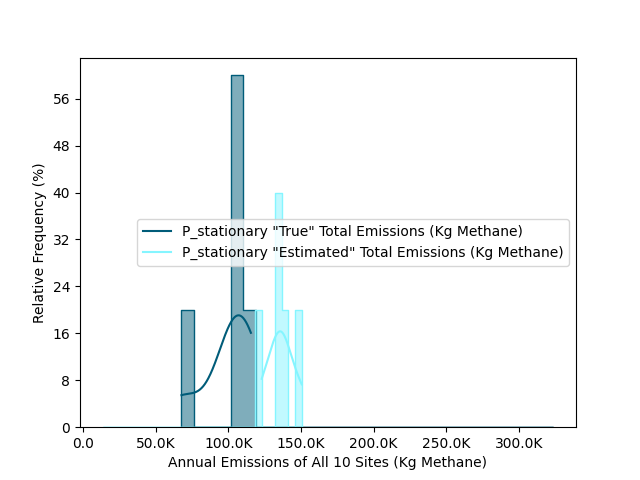 56
48
40
32
24
16
8
0
Relative Frequency (%)
P_stationary "True" Total Emissions (Kg Methane)
P_stationary "Estimated" Total Emissions (Kg Methane)
0.0 50.0K 100.0K 150.0K 200.0K 250.0K 300.0K
Annual Emissions of All 10 Sites (Kg Methane)